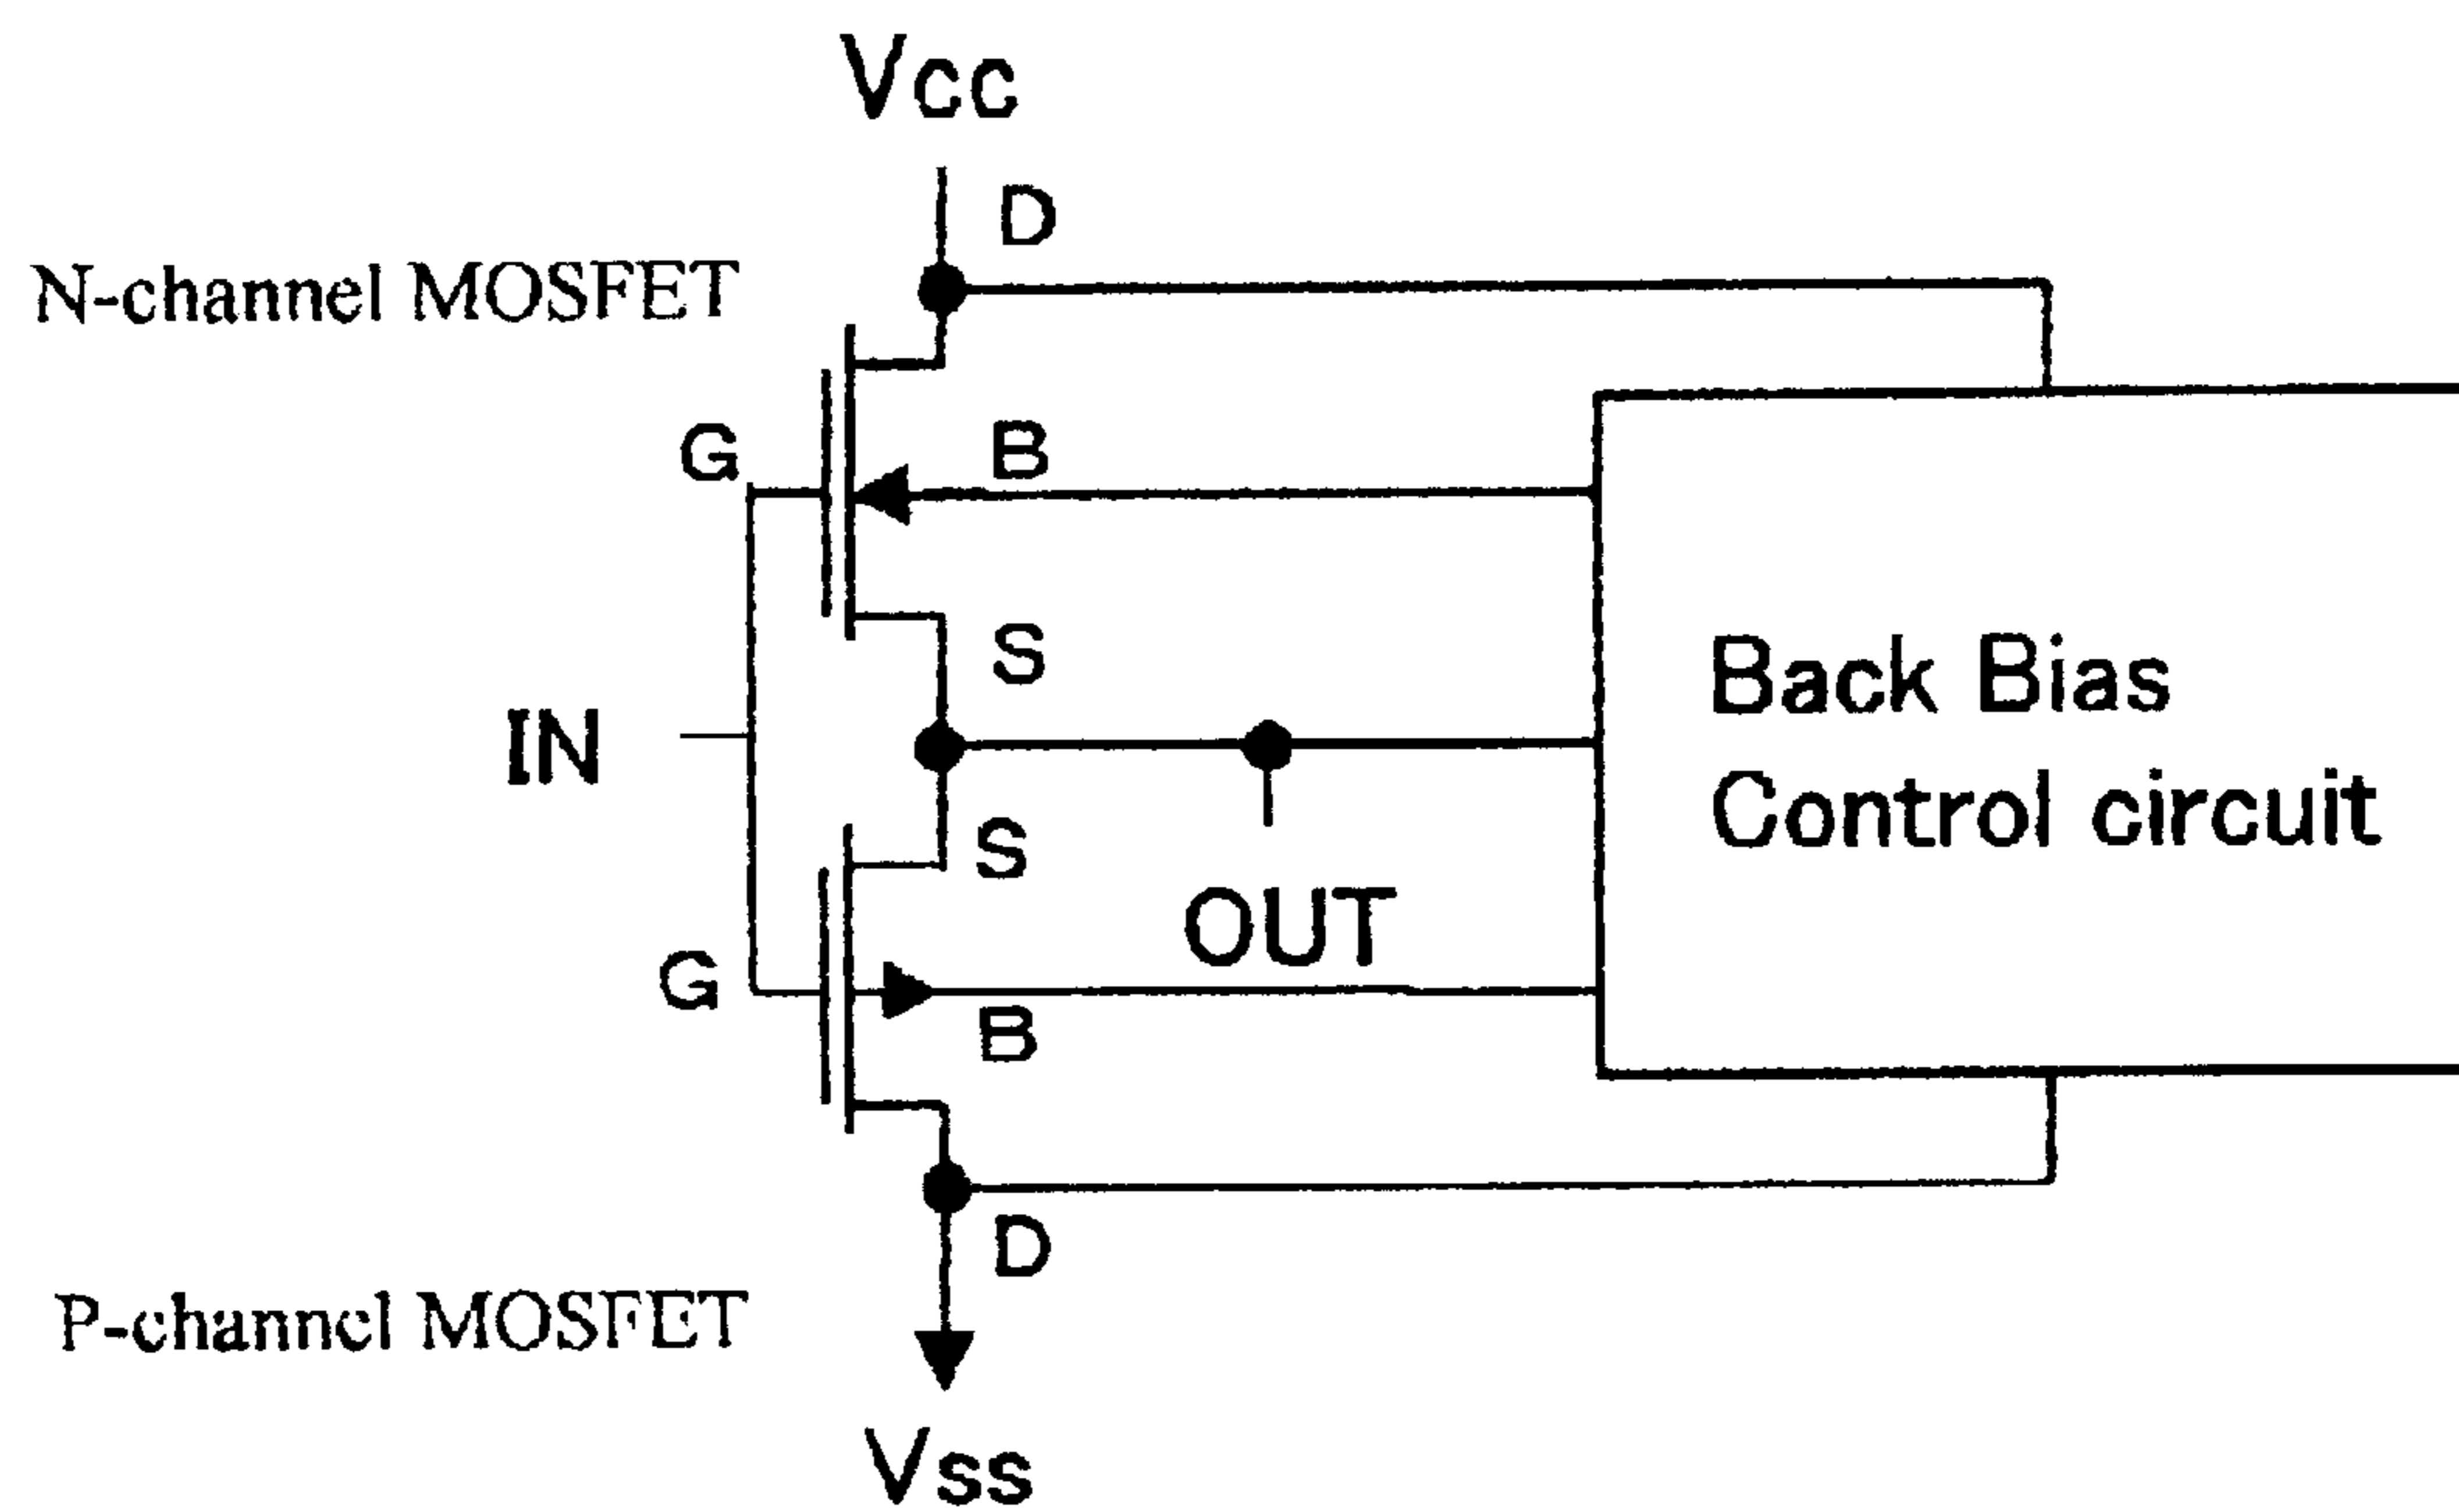 Vcc
D
N-channel MOSFET
G
B
S
IN
Back Bias
Control circuit
S
OUT
G
B
D
P-channel MOSFET
Vss